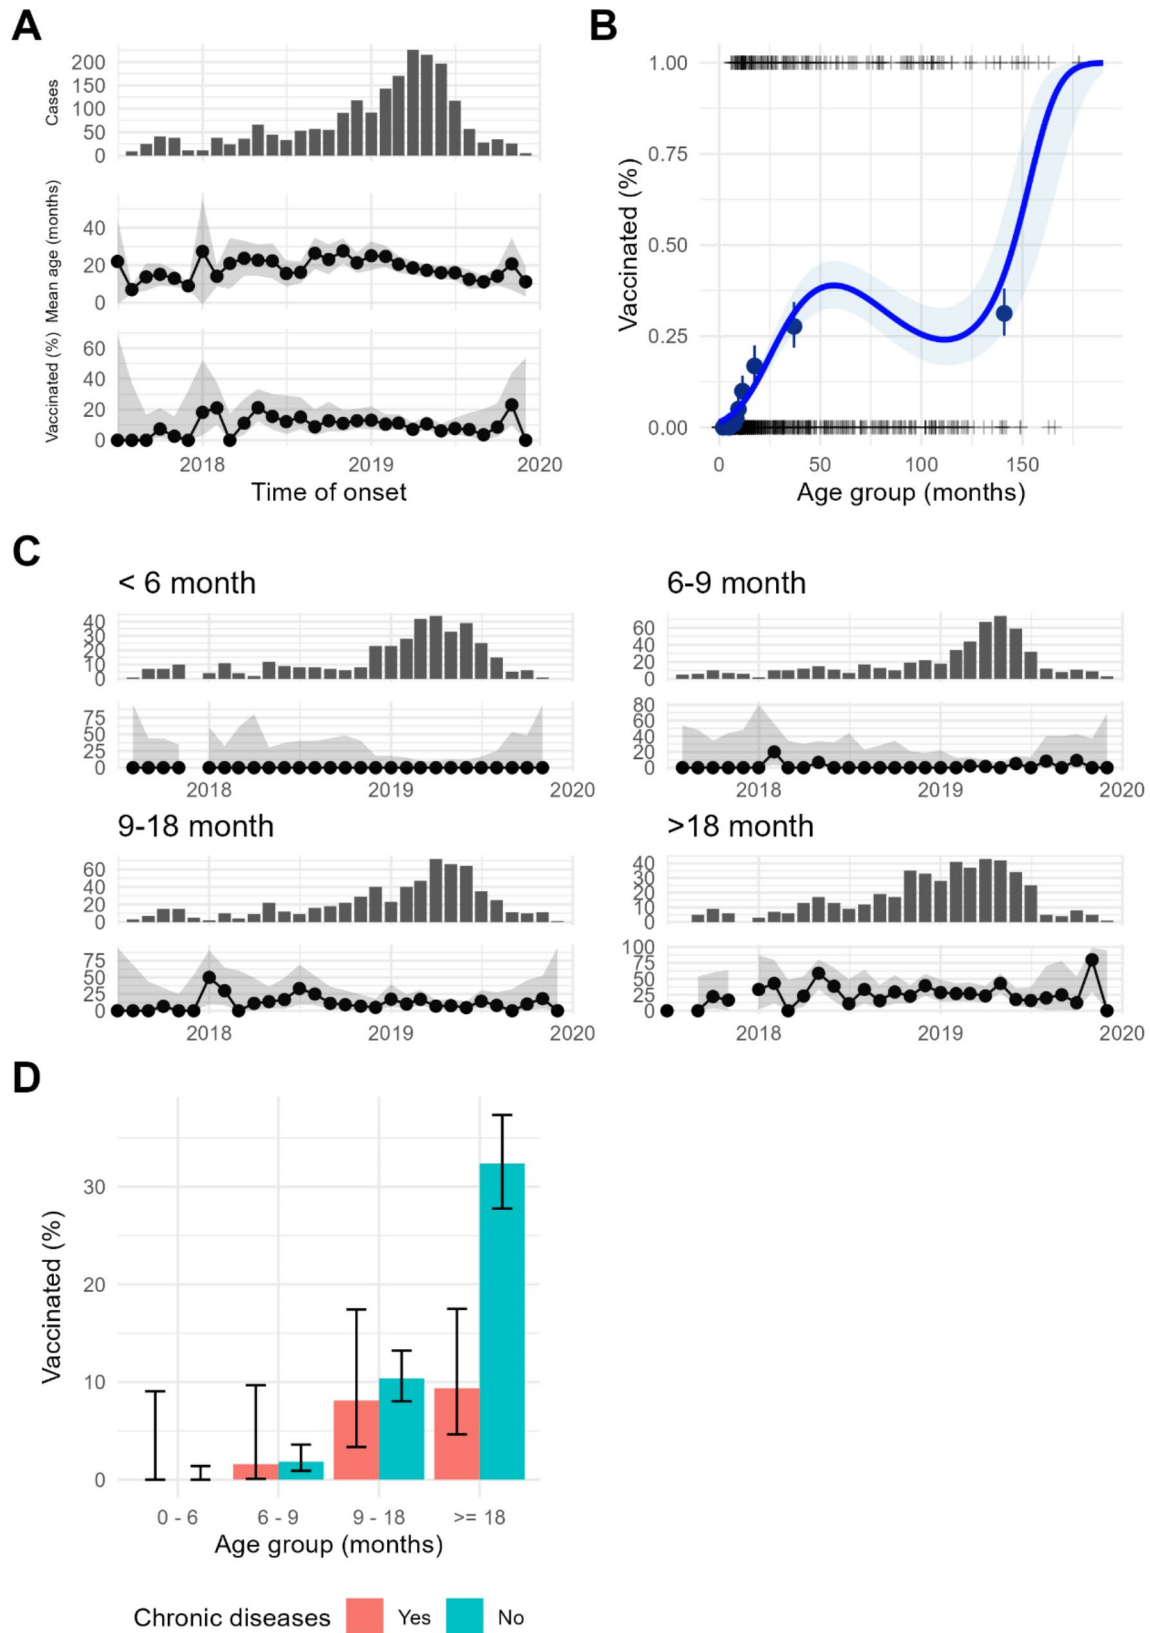 A
Cases
200
150
100
50
0
Mean age (months)
40
20
0
Vaccinated (%)
60
40
20
0
2018 2019 2020
Time of onset
B
Vaccinated (%)
1.00
0.75
0.50
0.25
0.00
0 50 100 150
Age group (months)
C
< 6 month
40
30
20
10
0
75
50
25
0
2018 2019 2020
6-9 month
60
40
20
0
80
60
40
20
0
2018 2019 2020
9-18 month
60
40
20
0
75
50
25
0
2018 2019 2020
>18 month
40
30
20
10
0
100
75
50
25
0
2018 2019 2020
D
Vaccinated (%)
30
20
10
0
0 - 6 6 - 9 9 - 18 >= 18
Age group (months)
Chronic diseases Yes No